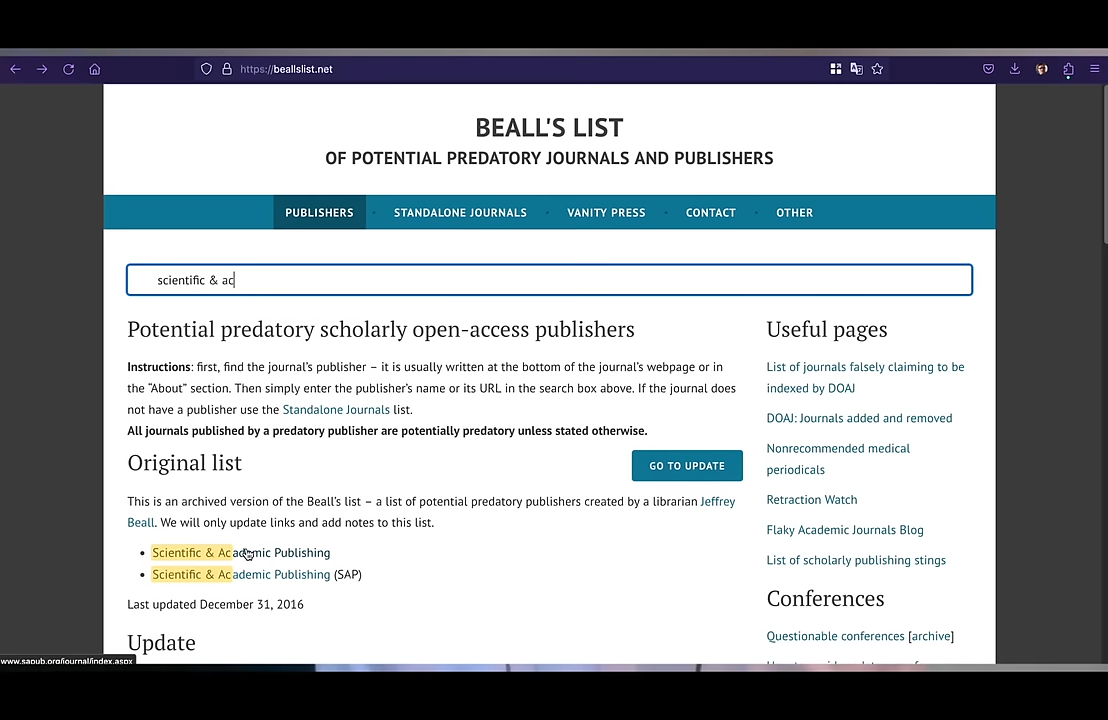 https://beallslist.net
BEALL'S LIST
OF POTENTIAL PREDATORY JOURNALS AND PUBLISHERS
PUBLISHERS
STANDALONE JOURNALS
VANITY PRESS
CONTACT
OTHER
scientific & ac
Potential predatory scholarly open-access publishers
Instructions: first, find the journal's publisher – it is usually written at the bottom of the journal's webpage or in
the “About” section. Then simply enter the publisher's name or its URL in the search box above. If the journal does
not have a publisher use the Standalone Journals list.
All journals published by a predatory publisher are potentially predatory unless stated otherwise.
Original list
GO TO UPDATE
This is an archived version of the Beall's list – a list of potential predatory publishers created by a librarian Jeffrey
Beall. We will only update links and add notes to this list.
• Scientific & Academic Publishing
• Scientific & Academic Publishing (SAP)
Last updated December 31, 2016
Update
Useful pages
List of journals falsely claiming to be
indexed by DOAJ
DOAJ: Journals added and removed
Nonrecommended medical
periodicals
Retraction Watch
Flaky Academic Journals Blog
List of scholarly publishing stings
Conferences
Questionable conferences [archive]
www.sapub.org/journal/index.aspx